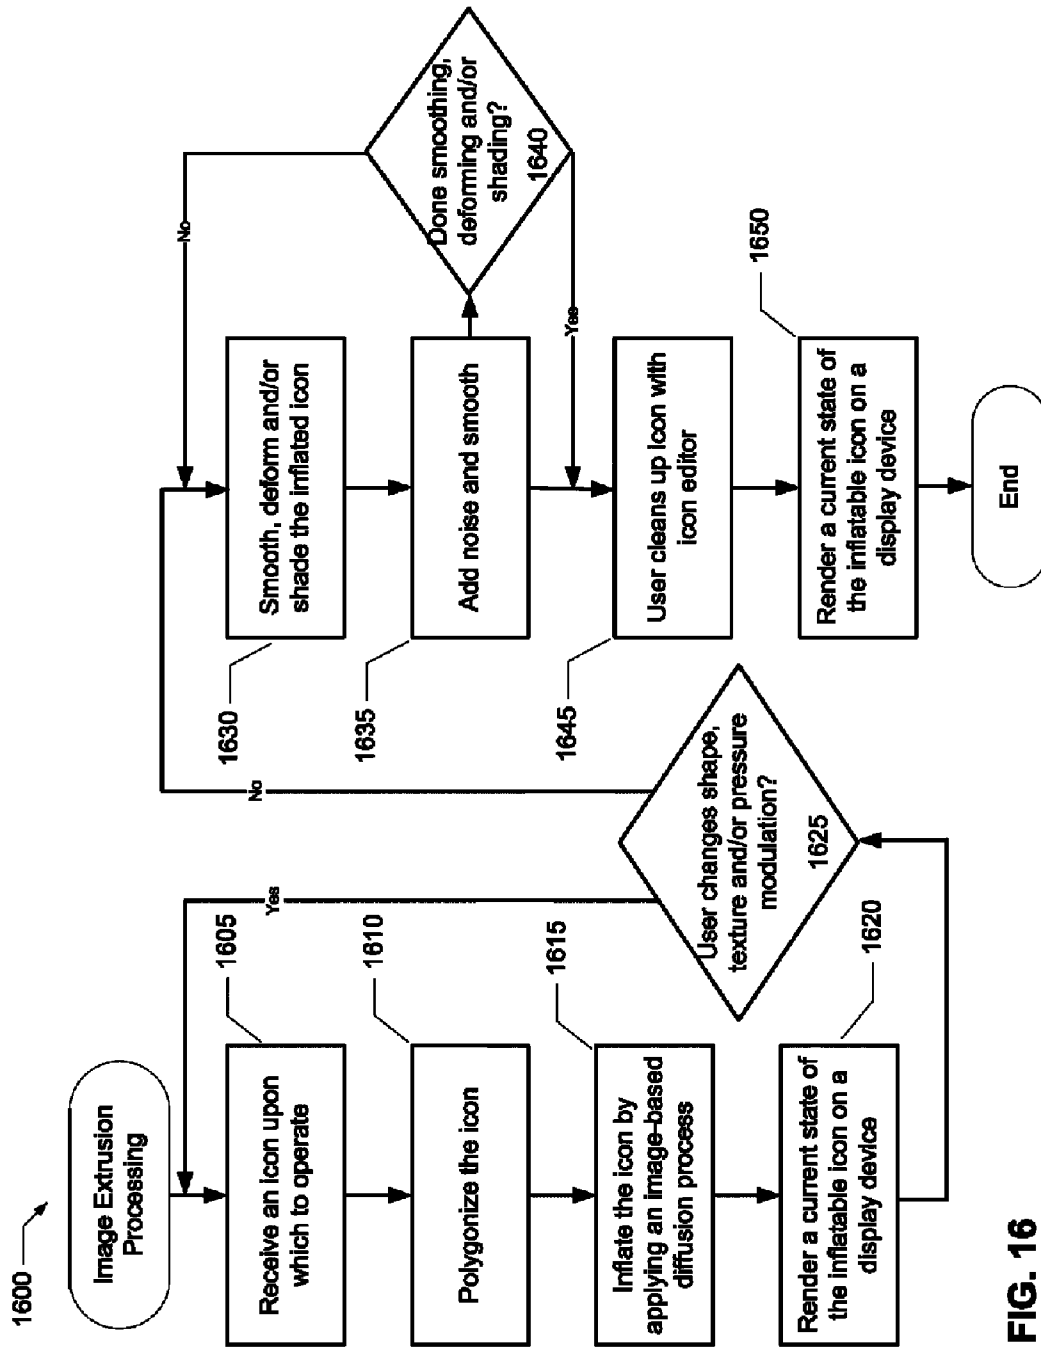 1600
Image Extrusion
Processing
1605
Receive an icon upon
which to operate
1610
Polygonize the icon
1615
Inflate the icon by
applying an image-based
diffusion process
1620
Render a current state of
the inflatable icon on a
display device
User changes shape,
texture and/or pressure
modulation?
1625
Yes
No
1630
Smooth, deform and/or
shade the inflated icon
1635
Add noise and smooth
Done smoothing,
deforming and/or
shading?
1640
No
Yes
1645
User cleans up icon with
icon editor
1650
Render a current state of
the inflatable icon on a
display device
End
FIG. 16